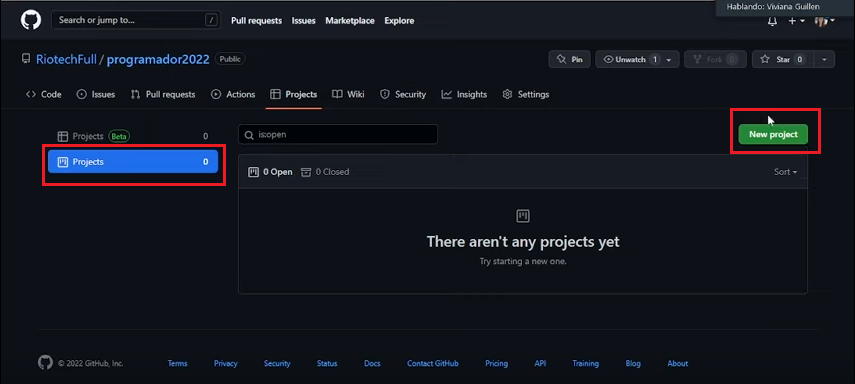 Hablando: Viviana Guillen
Search or jump to... / Pull requests Issues Marketplace Explore
RiotechFull / programador2022 Public Pin Unwatch 1 Fork 0 Star 0
Code Issues Pull requests Actions Projects Wiki Security Insights Settings
Projects Beta 0 isopen New project
Projects 0
0 Open 0 Closed Sort
There aren't any projects yet
Try starting a new one.
© 2022 GitHub, Inc. Terms Privacy Security Status Docs Contact GitHub Pricing API Training Blog About